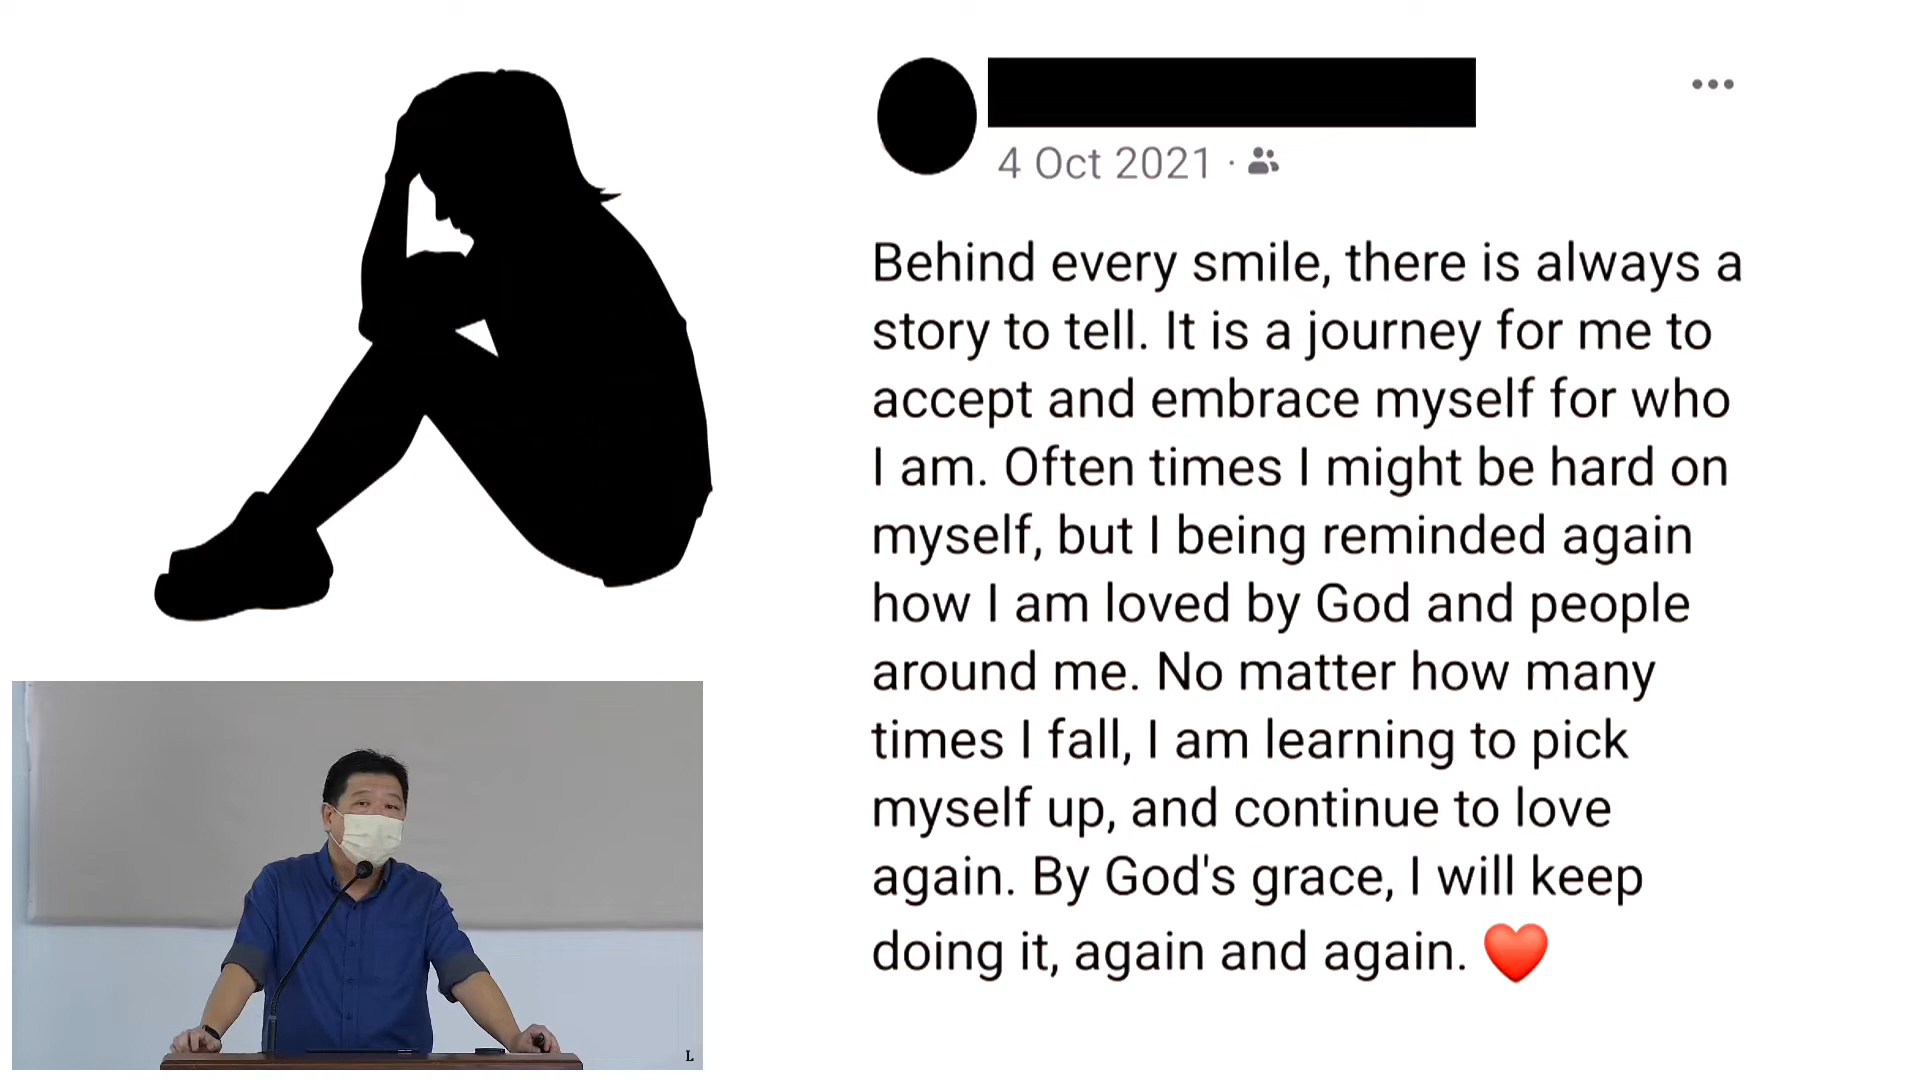 4 Oct 2021 ·
Behind every smile, there is always a
story to tell. It is a journey for me to
accept and embrace myself for who
I am. Often times I might be hard on
myself, but I being reminded again
how I am loved by God and people
around me. No matter how many
times I fall, I am learning to pick
myself up, and continue to love
again. By God's grace, I will keep
doing it, again and again. ❤️
L